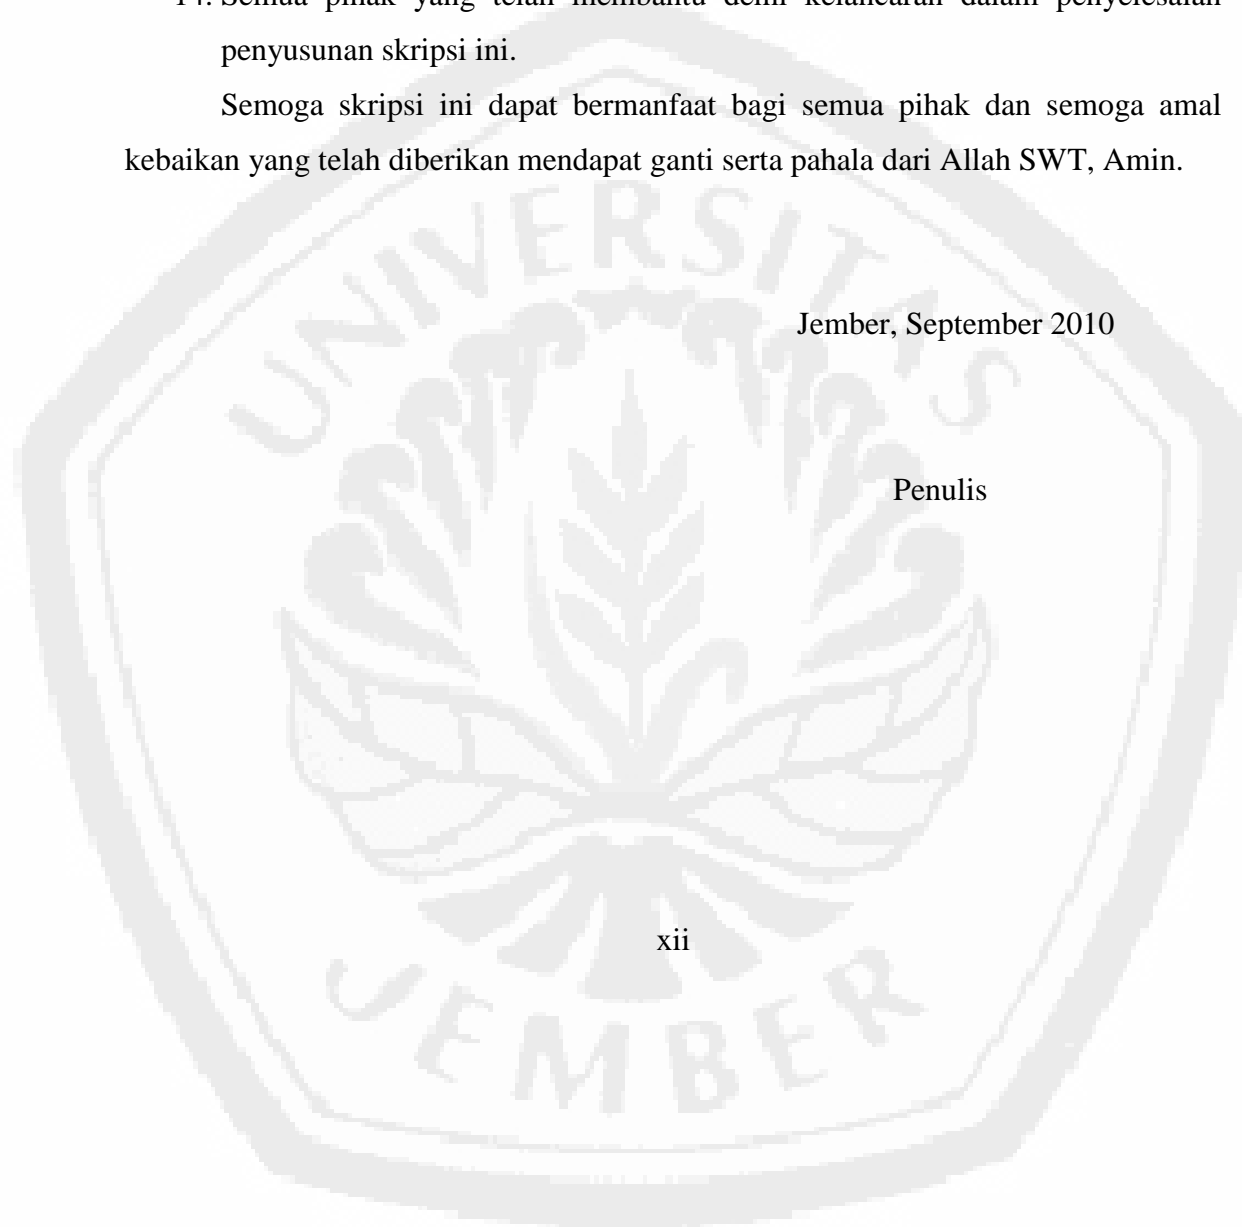 14. Semua pihak yang telah membantu demi kelancaran dalam penyelesaian
penyusunan skripsi ini.
Semoga skripsi ini dapat bermanfaat bagi semua pihak dan semoga amal
kebaikan yang telah diberikan mendapat ganti serta pahala dari Allah SWT, Amin.
UNIVERSITAS
Jember, September 2010
Penulis
xii
JEMBER